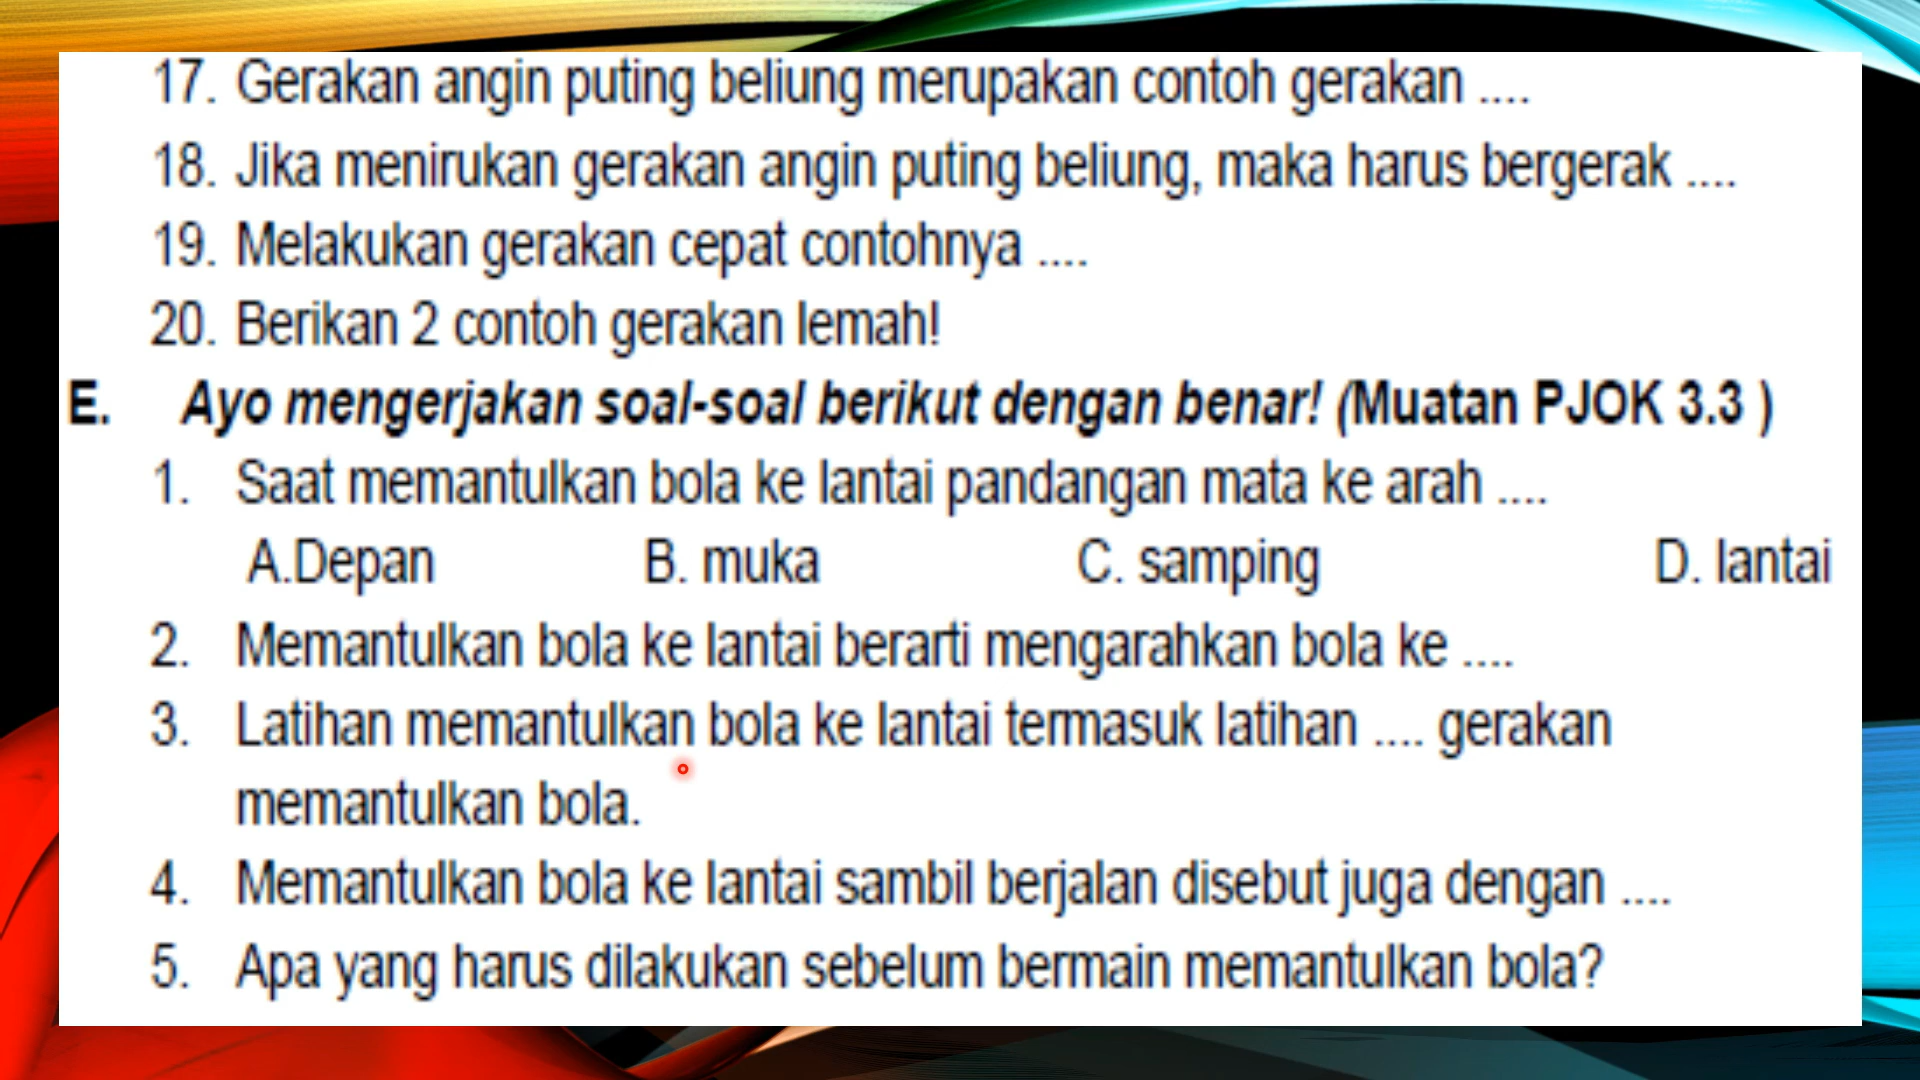 17. Gerakan angin puting beliung merupakan contoh gerakan ....
18. Jika menirukan gerakan angin puting beliung, maka harus bergerak ....
19. Melakukan gerakan cepat contohnya ....
20. Berikan 2 contoh gerakan lemah!
E. Ayo mengerjakan soal-soal berikut dengan benar! (Muatan PJOK 3.3 )
1. Saat memantulkan bola ke lantai pandangan mata ke arah ....
A.Depan B. muka C. samping D. lantai
2. Memantulkan bola ke lantai berarti mengarahkan bola ke ....
3. Latihan memantulkan bola ke lantai termasuk latihan .... gerakan
memantulkan bola.
4. Memantulkan bola ke lantai sambil berjalan disebut juga dengan ....
5. Apa yang harus dilakukan sebelum bermain memantulkan bola?